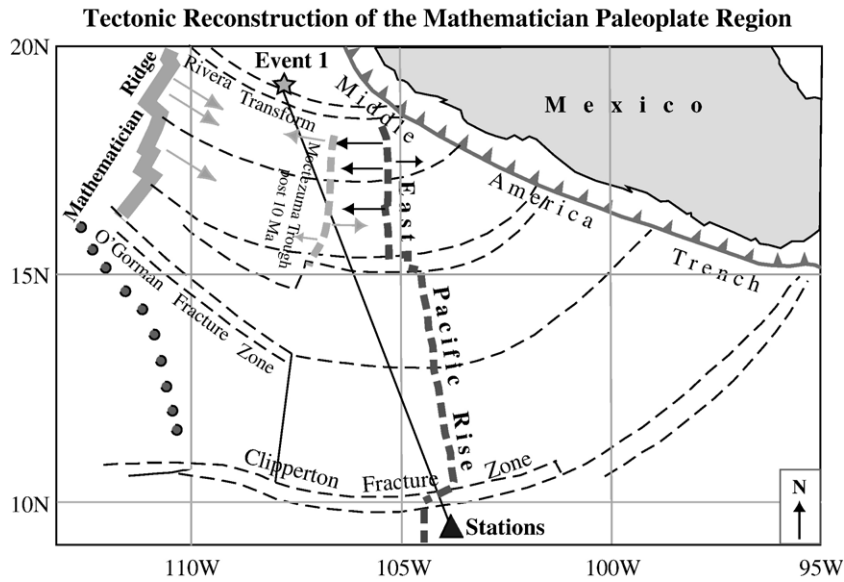 Tectonic Reconstruction of the Mathematician Paleoplate Region
20N
15N
10N
110W
105W
100W
95W
Event 1
Mathematician Ridge
Rivera Transform
Middle America Trench
Mexico
Moctezuma Trough
post 10 Ma
East Pacific Rise
O'Gorman Fracture Zone
Clipperton Fracture Zone
Stations
N